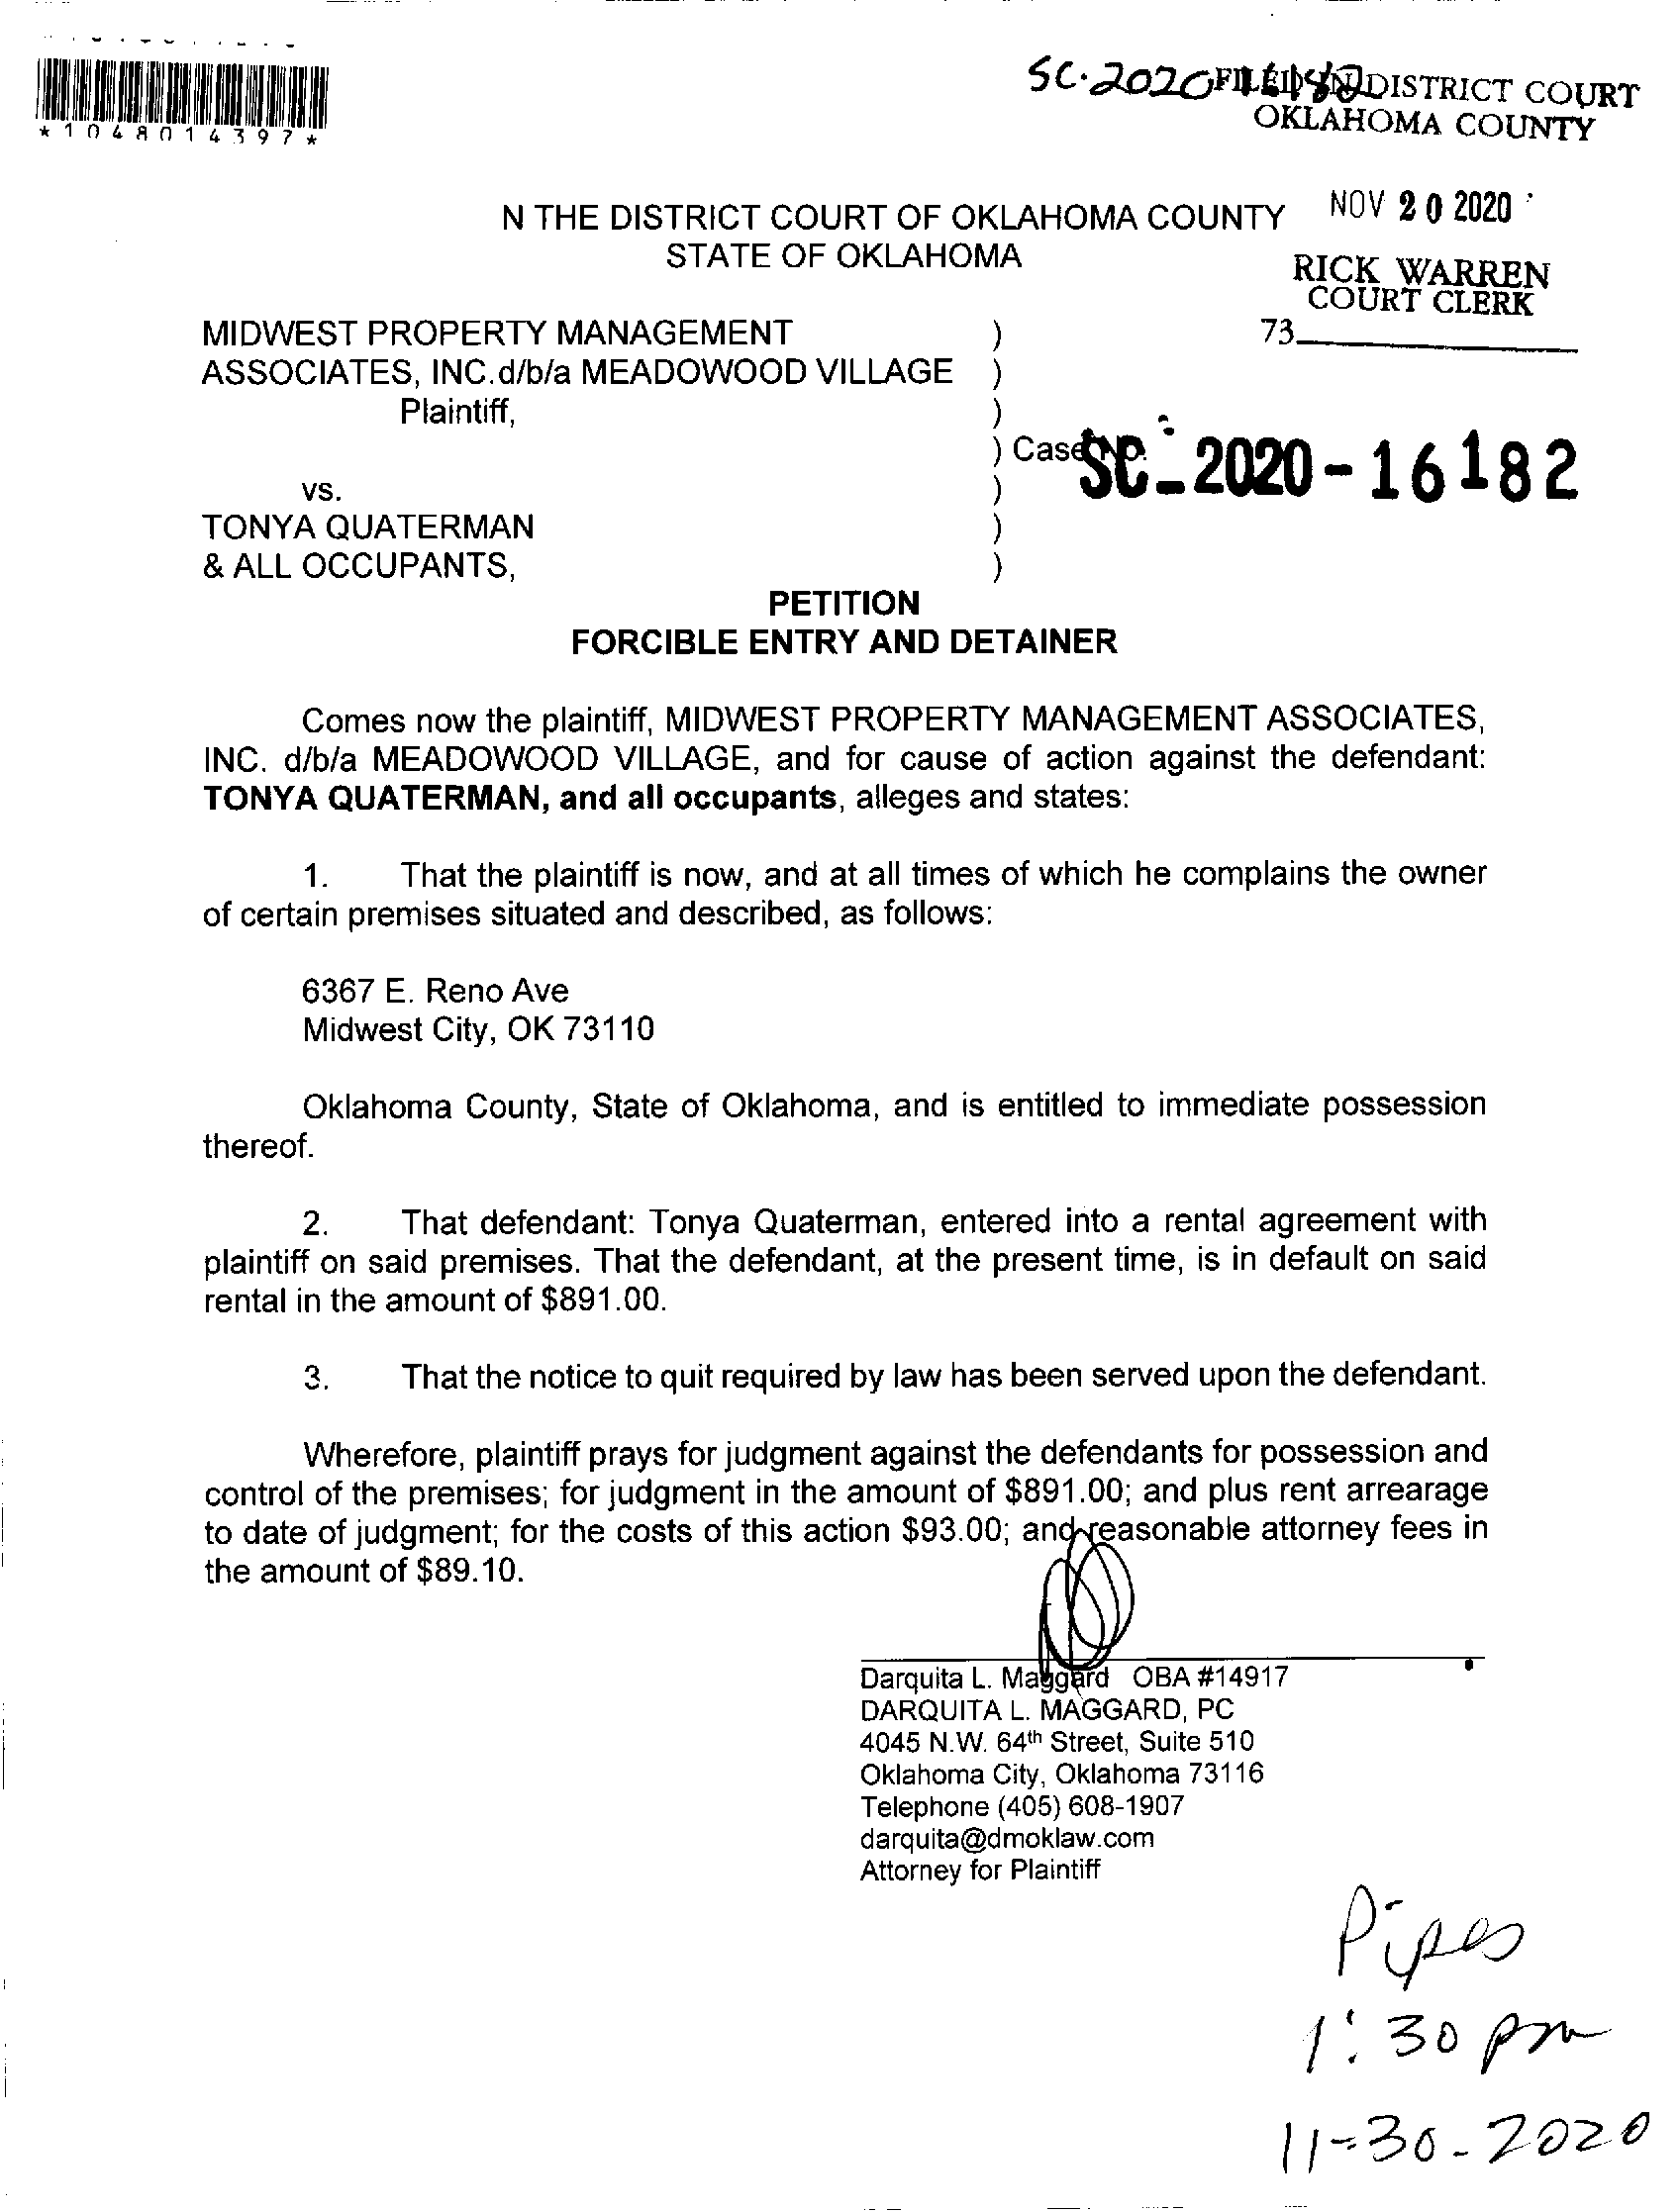 *1048014397*
SC-2020-16182
FILED IN DISTRICT COURT
OKLAHOMA COUNTY
NOV 20 2020
RICK WARREN
COURT CLERK
73
N THE DISTRICT COURT OF OKLAHOMA COUNTY
STATE OF OKLAHOMA
MIDWEST PROPERTY MANAGEMENT )
ASSOCIATES, INC.d/b/a MEADOWOOD VILLAGE )
Plaintiff, )
) Case No. SC-2020-16182
vs. )
TONYA QUATERMAN )
& ALL OCCUPANTS, )
PETITION
FORCIBLE ENTRY AND DETAINER
Comes now the plaintiff, MIDWEST PROPERTY MANAGEMENT ASSOCIATES,
INC. d/b/a MEADOWOOD VILLAGE, and for cause of action against the defendant:
TONYA QUATERMAN, and all occupants, alleges and states:
1. That the plaintiff is now, and at all times of which he complains the owner
of certain premises situated and described, as follows:
6367 E. Reno Ave
Midwest City, OK 73110
Oklahoma County, State of Oklahoma, and is entitled to immediate possession
thereof.
2. That defendant: Tonya Quaterman, entered into a rental agreement with
plaintiff on said premises. That the defendant, at the present time, is in default on said
rental in the amount of $891.00.
3. That the notice to quit required by law has been served upon the defendant.
Wherefore, plaintiff prays for judgment against the defendants for possession and
control of the premises; for judgment in the amount of $891.00; and plus rent arrearage
to date of judgment; for the costs of this action $93.00; and reasonable attorney fees in
the amount of $89.10.
Darquita L. Maggard OBA #14917
DARQUITA L. MAGGARD, PC
4045 N.W. 64th Street, Suite 510
Oklahoma City, Oklahoma 73116
Telephone (405) 608-1907
darquita@dmoklaw.com
Attorney for Plaintiff
Pipes
1:30 pm
11-30-2020